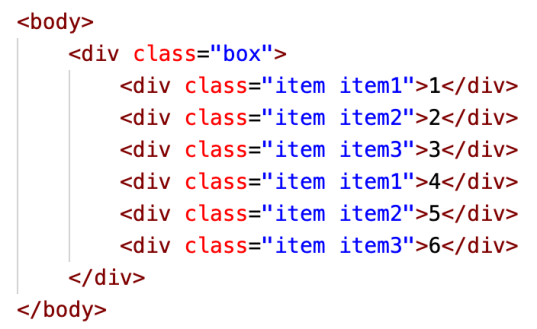 <body>
<div class="box">
<div class="item item1">1</div>
<div class="item item2">2</div>
<div class="item item3">3</div>
<div class="item item1">4</div>
<div class="item item2">5</div>
<div class="item item3">6</div>
</div>
</body>